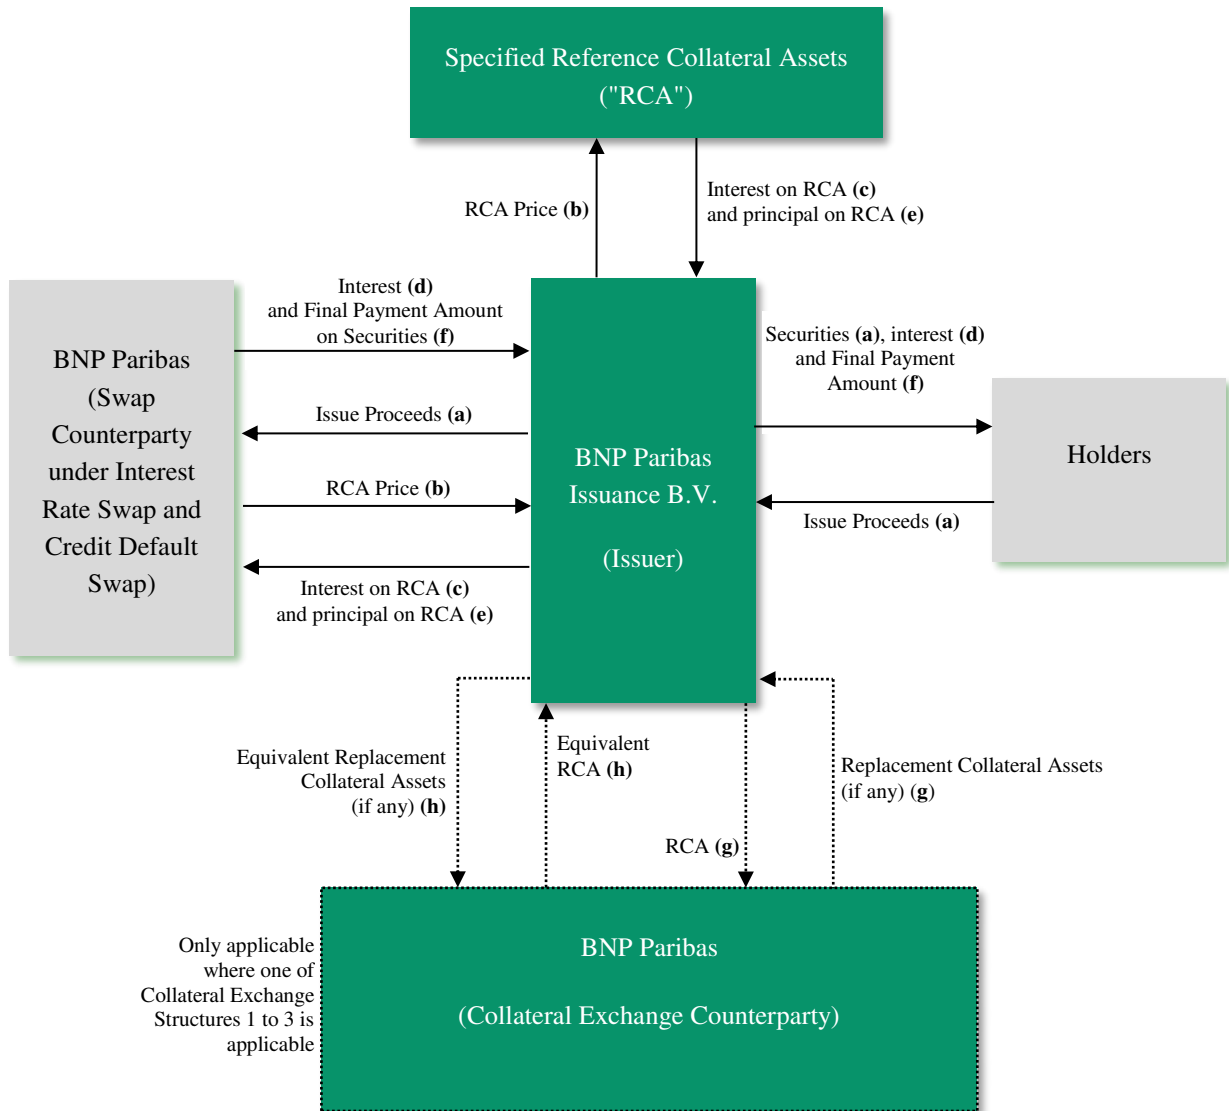 Specified Reference Collateral Assets
("RCA")
RCA Price (b)
Interest on RCA (c)
and principal on RCA (e)
Interest (d)
and Final Payment Amount
on Securities (f)
Securities (a), interest (d)
and Final Payment
Amount (f)
BNP Paribas
(Swap
Counterparty
under Interest
Rate Swap and
Credit Default
Swap)
Issue Proceeds (a)
RCA Price (b)
Interest on RCA (c)
and principal on RCA (e)
BNP Paribas
Issuance B.V.
(Issuer)
Holders
Issue Proceeds (a)
Equivalent Replacement
Collateral Assets
(if any) (h)
Equivalent
RCA (h)
RCA (g)
Replacement Collateral Assets
(if any) (g)
Only applicable
where one of
Collateral Exchange
Structures 1 to 3 is
applicable
BNP Paribas
(Collateral Exchange Counterparty)